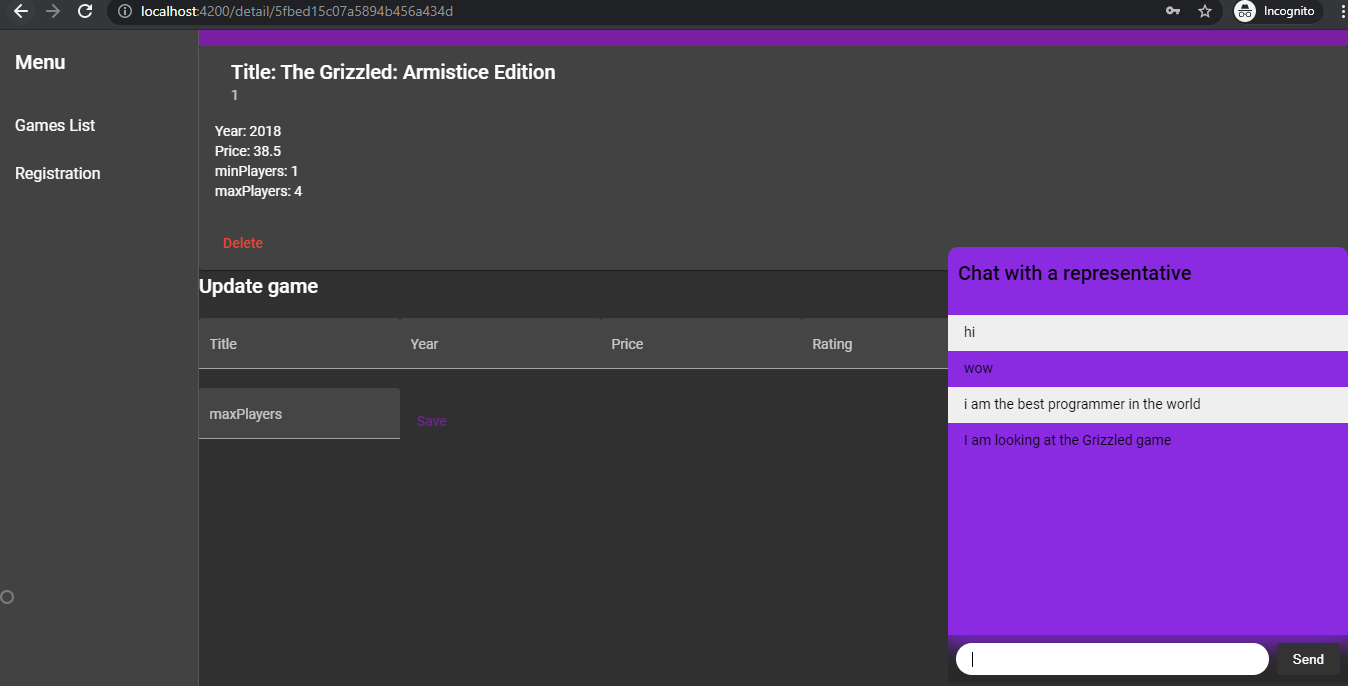 localhost:4200/detail/5fbed15c07a5894b456a434d
Incognito
Menu
Games List
Registration
Title: The Grizzled: Armistice Edition
1
Year: 2018
Price: 38.5
minPlayers: 1
maxPlayers: 4
Delete
Update game
Title Year Price Rating
maxPlayers Save
Chat with a representative
hi
wow
i am the best programmer in the world
I am looking at the Grizzled game
Send